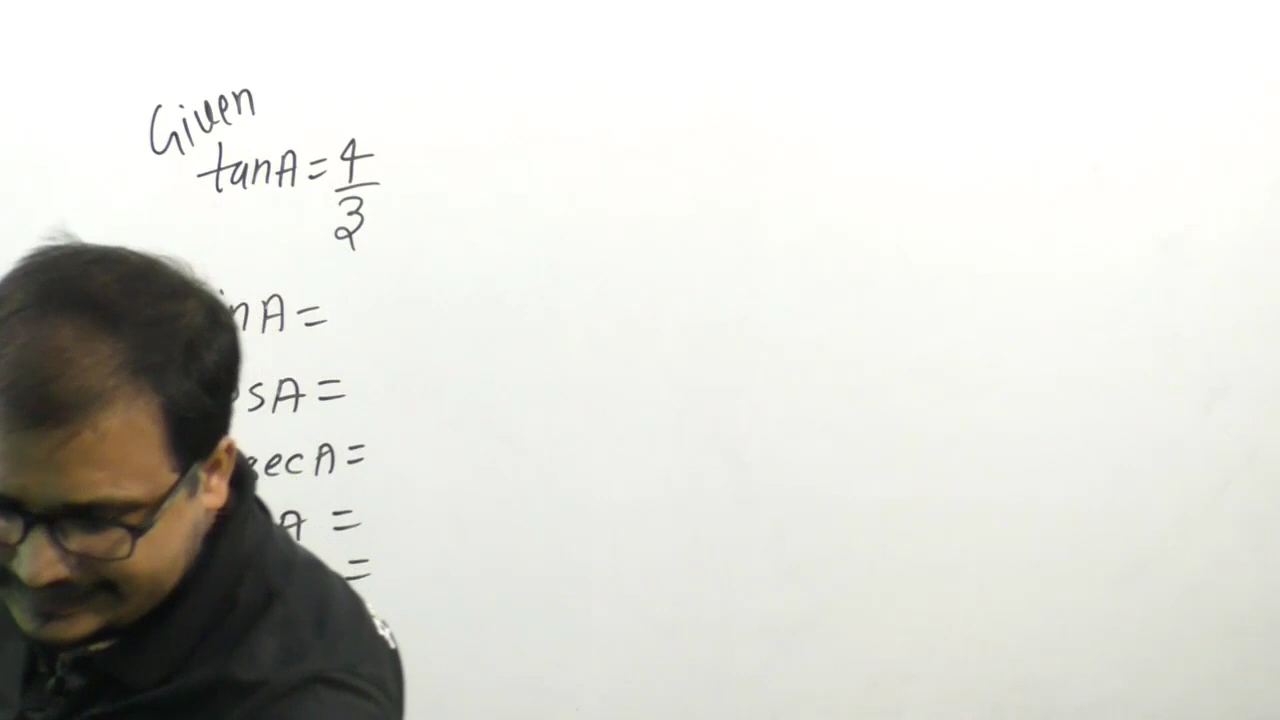 Given
tanA = 4/3
nA =
sA =
secA =
A =
=